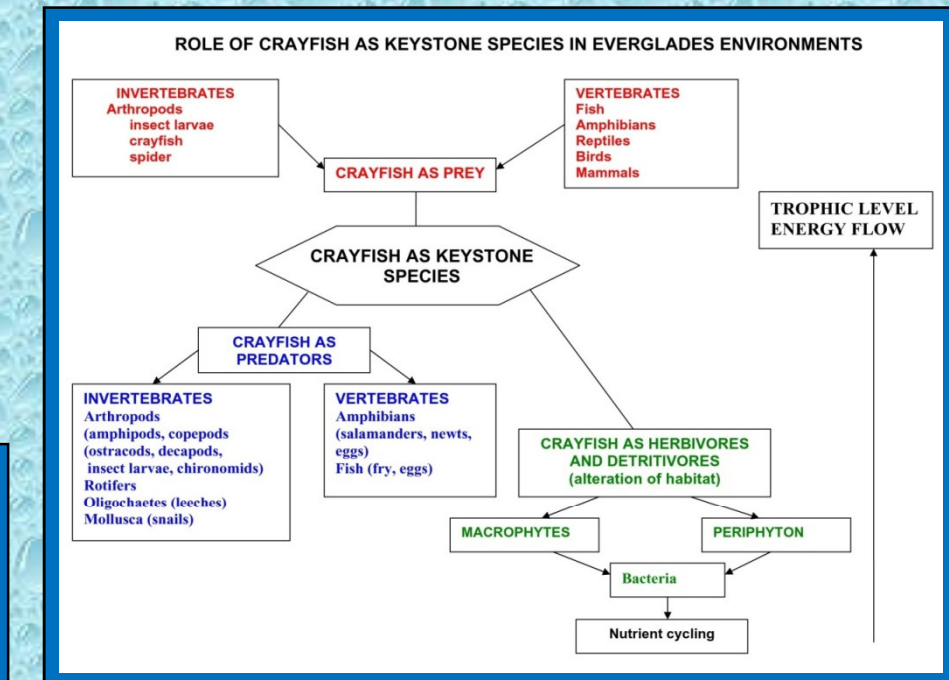 ROLE OF CRAYFISH AS KEYSTONE SPECIES IN EVERGLADES ENVIRONMENTS
INVERTEBRATES
Arthropods
insect larvae
crayfish
spider
VERTEBRATES
Fish
Amphibians
Reptiles
Birds
Mammals
CRAYFISH AS PREY
TROPHIC LEVEL
ENERGY FLOW
CRAYFISH AS KEYSTONE
SPECIES
CRAYFISH AS
PREDATORS
INVERTEBRATES
Arthropods
(amphipods, copepods
(ostracods, decapods,
insect larvae, chironomids)
Rotifers
Oligochaetes (leeches)
Mollusca (snails)
VERTEBRATES
Amphibians
(salamanders, newts,
eggs)
Fish (fry, eggs)
CRAYFISH AS HERBIVORES
AND DETRITIVORES
(alteration of habitat)
MACROPHYTES
PERIPHYTON
Bacteria
Nutrient cycling